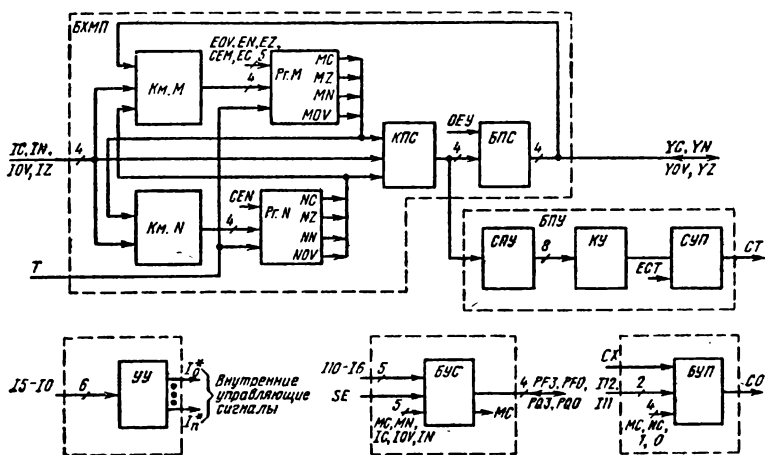 БХМП
EOV, EN, EZ,
CEM, EC 5
Км. М
4
Рг. М
MC
MZ
MN
MOV
IC, IN,
IOV, IZ
4
КПС
4
OEY
БПС
4
YC, YN
YOV, YZ
Км. N
4
CEN
Рг. N
NC
NZ
NN
NOV
T
БПУ
СПУ
8
КУ
ECT
СУП
CT
I5-I0
6
УУ
I0*
In*
Внутренние
управляющие
сигналы
I10-I6
5
SE
5
MC, MN,
IC, IOV, IN
БУС
MC
4
PF3, PF0,
PQ3, PQ0
CX
I12,
I11
2
4
MC, NC,
1, 0
БУП
CO